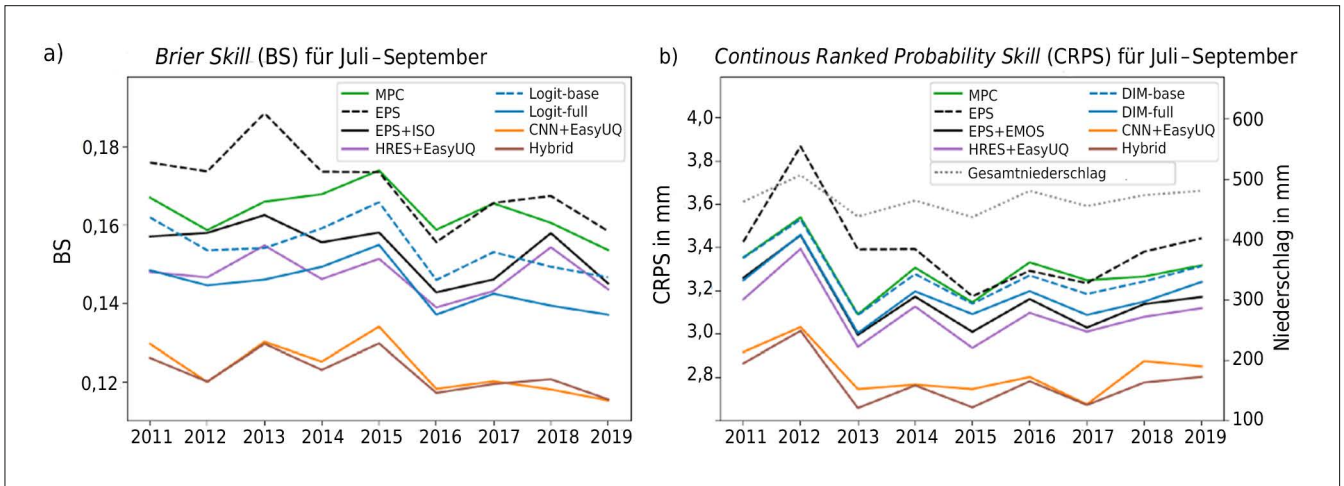 a) Brier Skill (BS) für Juli–September
MPC
EPS
EPS+ISO
HRES+EasyUQ
Logit-base
Logit-full
CNN+EasyUQ
Hybrid
0,18
0,16
0,14
0,12
BS
2011 2012 2013 2014 2015 2016 2017 2018 2019
b) Continous Ranked Probability Skill (CRPS) für Juli–September
MPC
EPS
EPS+EMOS
HRES+EasyUQ
DIM-base
DIM-full
CNN+EasyUQ
Hybrid
Gesamtniederschlag
4,0
3,8
3,6
3,4
3,2
3,0
2,8
CRPS in mm
600
500
400
300
200
100
Niederschlag in mm
2011 2012 2013 2014 2015 2016 2017 2018 2019